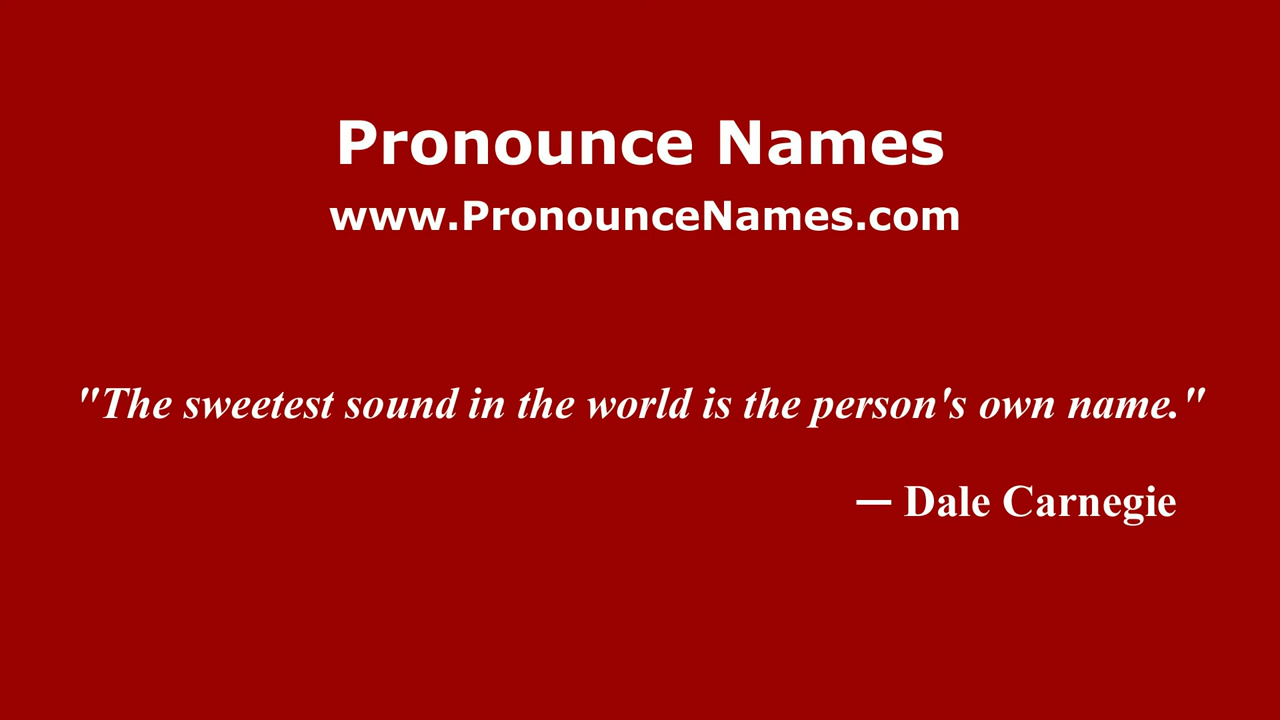 Pronounce Names
www.PronounceNames.com
"The sweetest sound in the world is the person's own name."
— Dale Carnegie